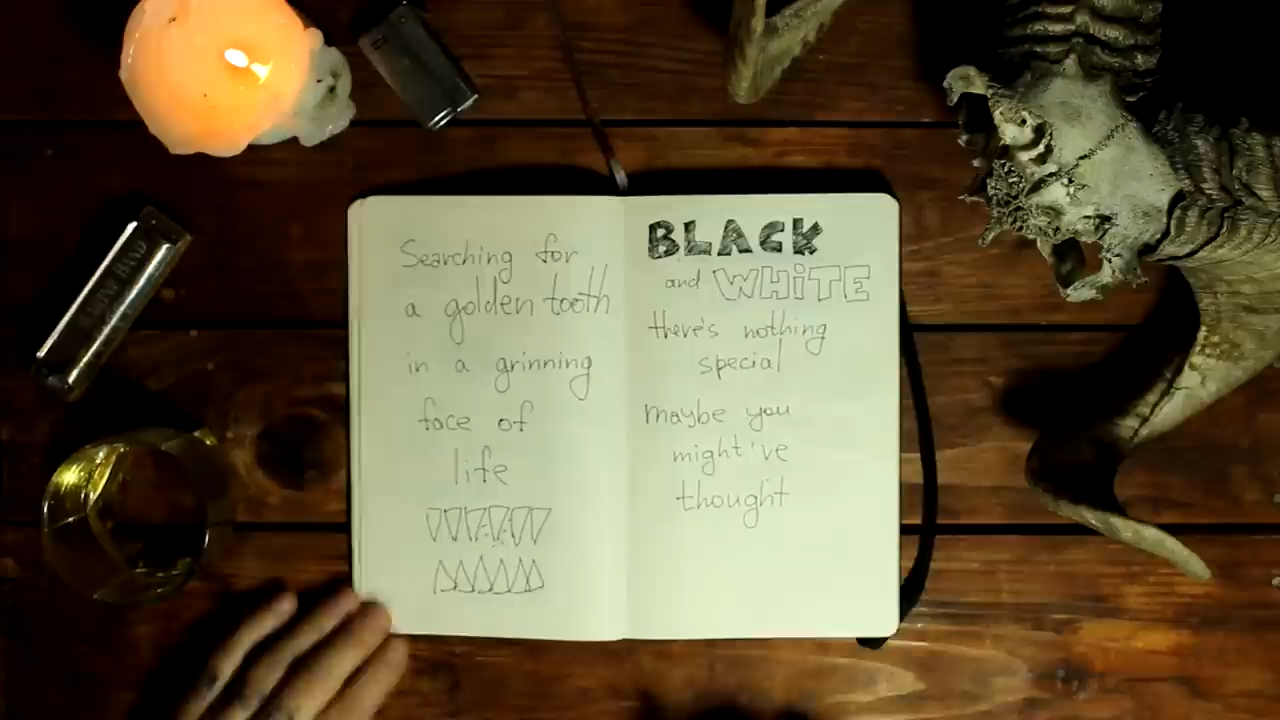 Searching for
a golden tooth
in a grinning
face of
life
BLACK
and WHiTE
there's nothing
special
maybe you
might've
thought